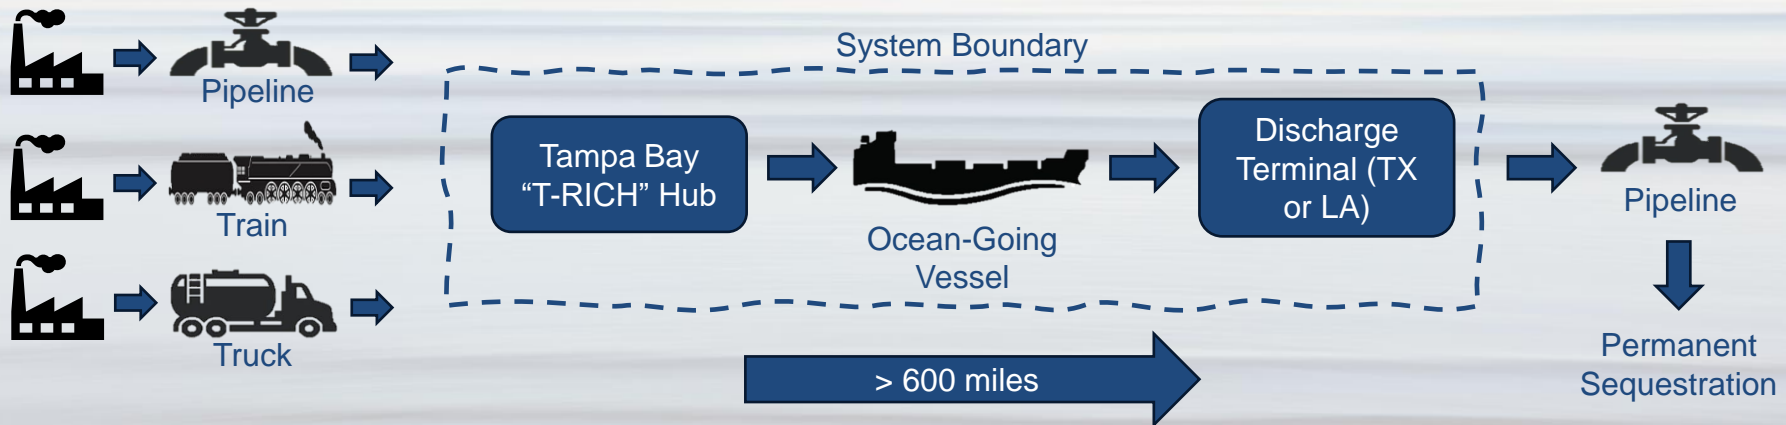 System Boundary
Pipeline
Train
Truck
Tampa Bay
“T-RICH” Hub
Ocean-Going
Vessel
Discharge
Terminal (TX
or LA)
Pipeline
Permanent
Sequestration
> 600 miles